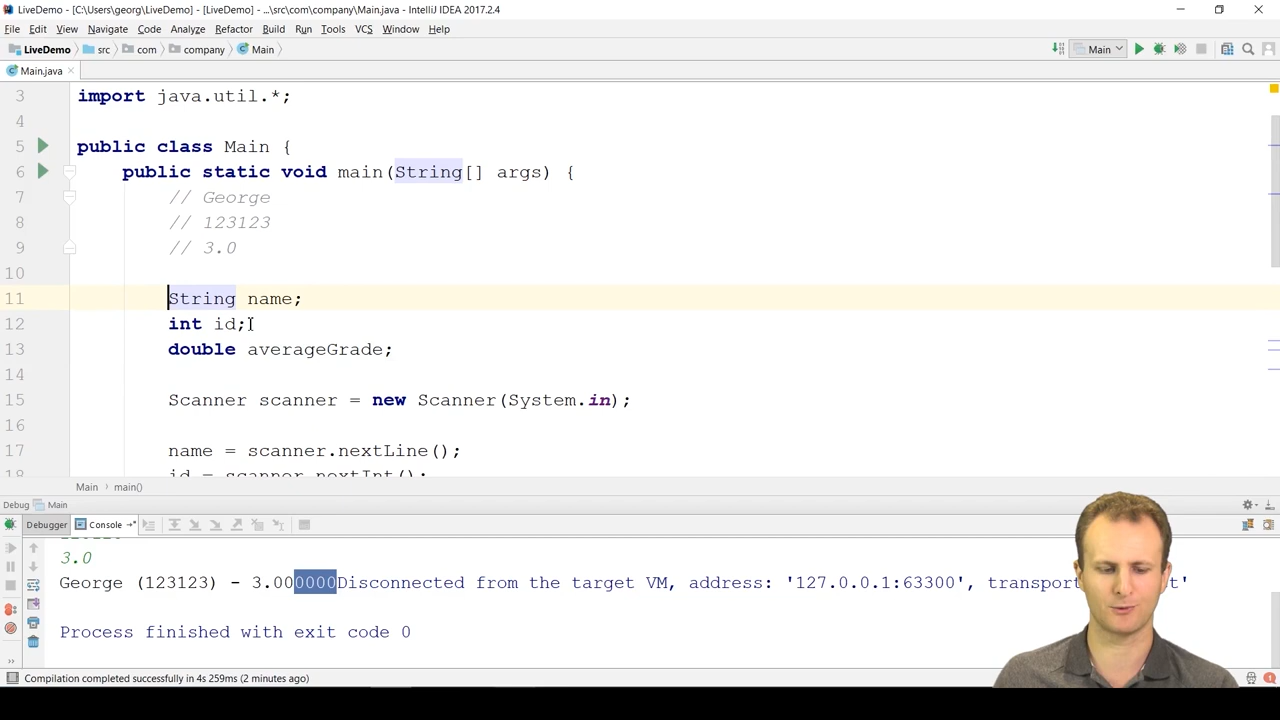 LiveDemo - [C:\Users\georg\LiveDemo] - [LiveDemo] - ...\src\com\company\Main.java - IntelliJ IDEA 2017.2.4
File Edit View Navigate Code Analyze Refactor Build Run Tools VCS Window Help
LiveDemo src com company Main Main
Main.java
3 import java.util.*;
4
5 public class Main {
6 public static void main(String[] args) {
7 // George
8 // 123123
9 // 3.0
10
11 String name;
12 int id;
13 double averageGrade;
14
15 Scanner scanner = new Scanner(System.in);
16
17 name = scanner.nextLine();
18 id = scanner.nextInt();
Main main()
Debug Main
Debugger Console
3.0
George (123123) - 3.000000Disconnected from the target VM, address: '127.0.0.1:63300',
Process finished with exit code 0
Compilation completed successfully in 4s 259ms (2 minutes ago)